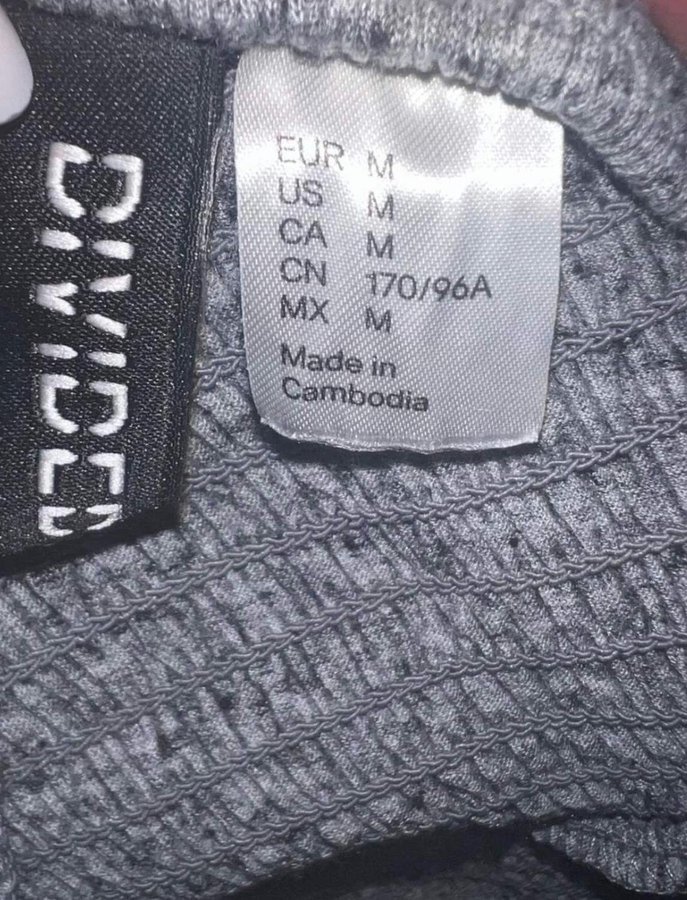 DIVIDED
EUR M
US M
CA M
CN 170/96A
MX M
Made in
Cambodia